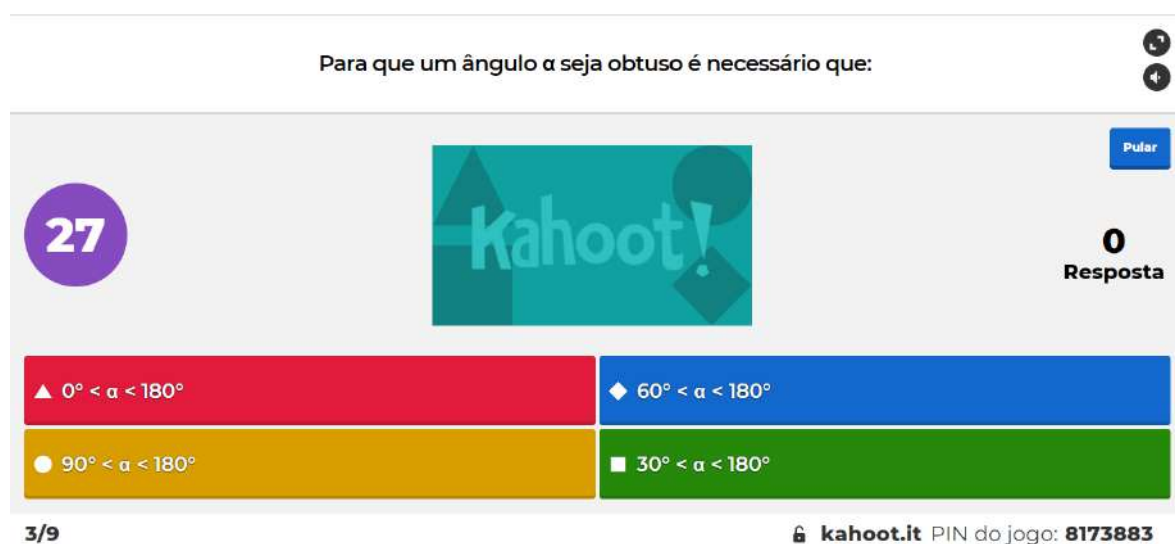 Para que um ângulo α seja obtuso é necessário que:
Pular
27
Kahoot!
0
Resposta
0° < α < 180°
60° < α < 180°
90° < α < 180°
30° < α < 180°
3/9
kahoot.it PIN do jogo: 8173883